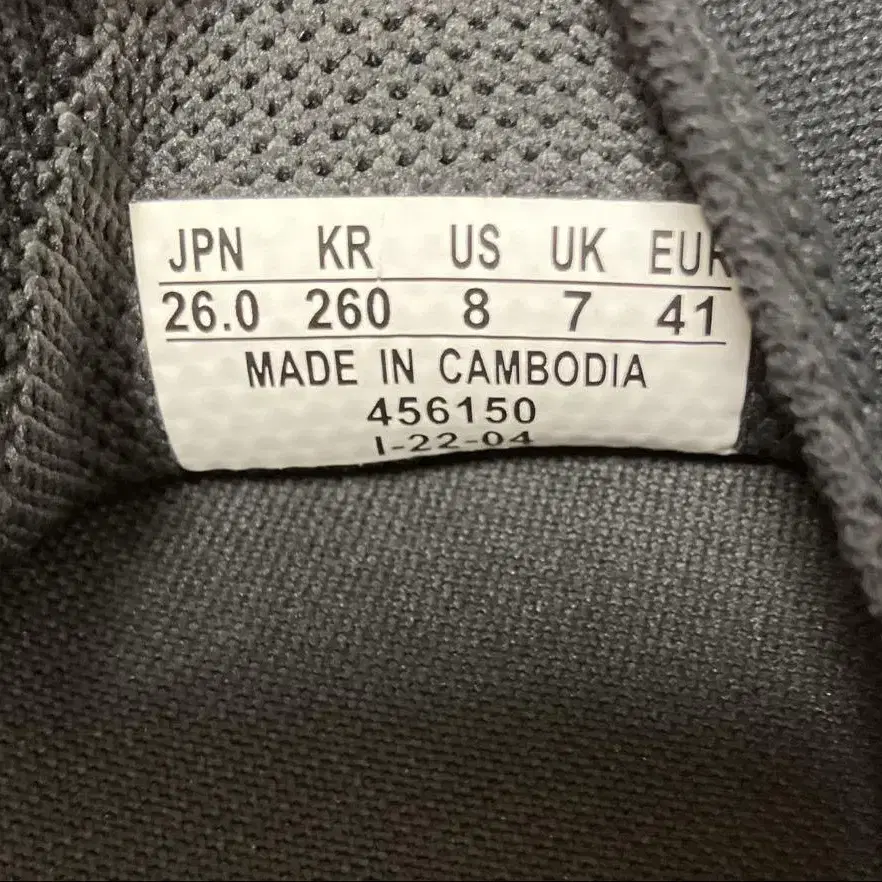 JPN KR US UK EUR
26.0 260 8 7 41
MADE IN CAMBODIA
456150
I-22-04